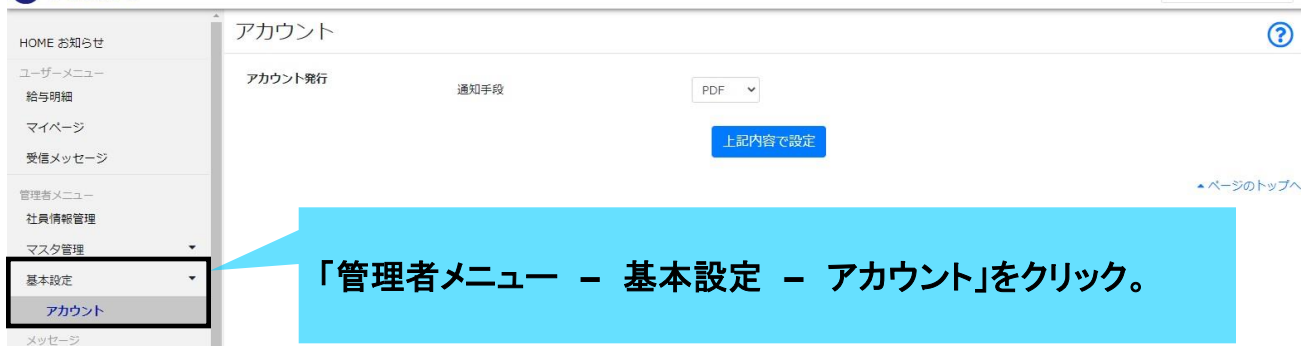 HOME お知らせ
ユーザーメニュー
給与明細
マイページ
受信メッセージ
管理者メニュー
社員情報管理
マスタ管理
基本設定
アカウント
メッセージ
アカウント
?
アカウント発行
通知手段
PDF
上記内容で設定
ページのトップへ
「管理者メニュー － 基本設定 － アカウント」をクリック。